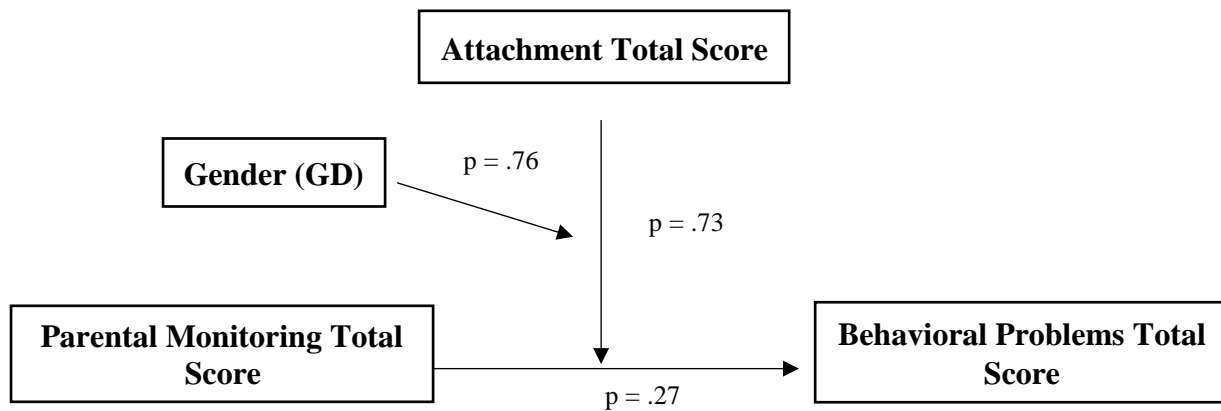 Attachment Total Score
p = .76
Gender (GD)
p = .73
Parental Monitoring Total
Score
Behavioral Problems Total
Score
p = .27